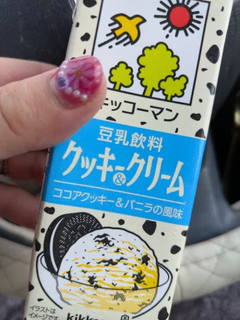 キッコーマン
豆乳飲料
クッキー&クリーム
ココアクッキー&バニラの風味
イラストは
イメージです